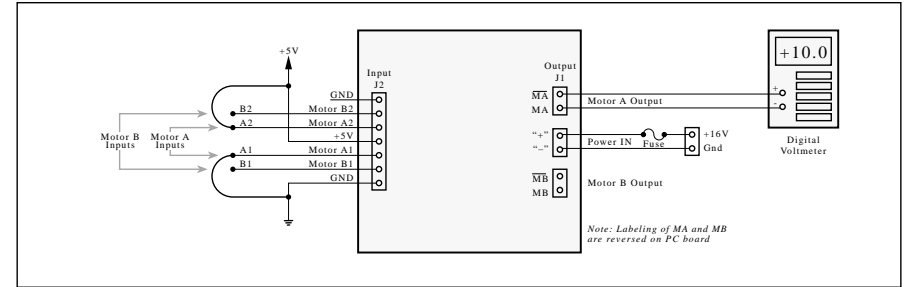 +5V
Input
J2
GND
B2 Motor B2
A2 Motor A2
+5V
Motor B
Inputs
Motor A
Inputs
A1 Motor A1
B1 Motor B1
GND
Output
J1
MA
MA
Motor A Output
"+"
"–"
Power IN
Fuse
+16V
Gnd
MB
MB
Motor B Output
Note: Labeling of MA and MB
are reversed on PC board
+10.0
+
-
Digital
Voltmeter